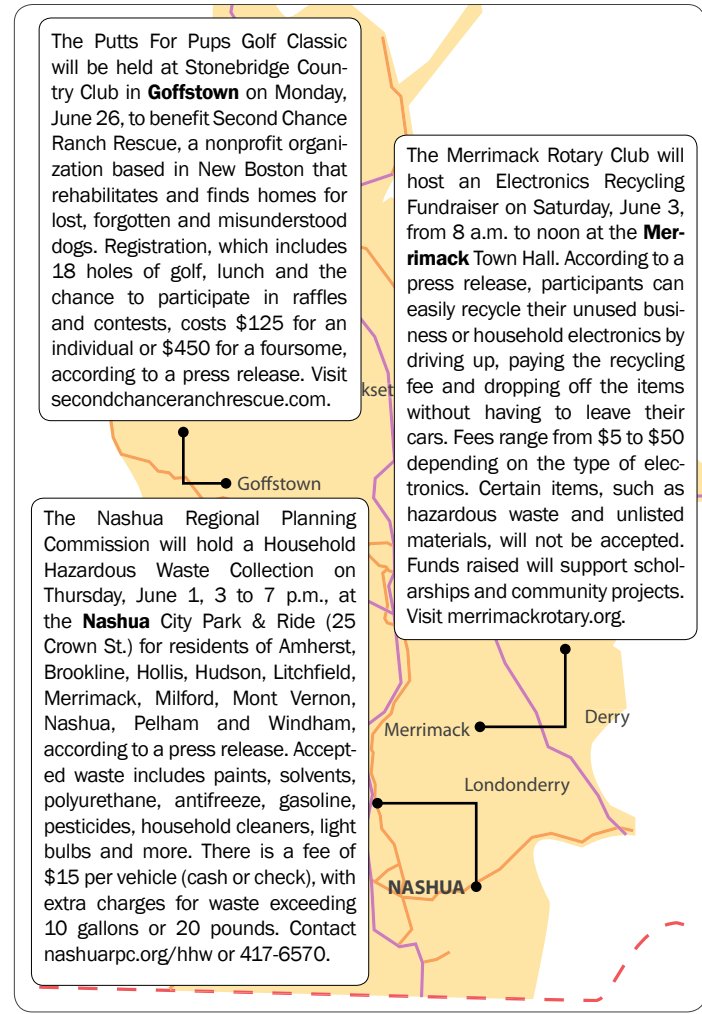 The Putts For Pups Golf Classic
will be held at Stonebridge Coun-
try Club in Goffstown on Monday,
June 26, to benefit Second Chance
Ranch Rescue, a nonprofit organi-
zation based in New Boston that
rehabilitates and finds homes for
lost, forgotten and misunderstood
dogs. Registration, which includes
18 holes of golf, lunch and the
chance to participate in raffles
and contests, costs $125 for an
individual or $450 for a foursome,
according to a press release. Visit
secondchanceranchrescue.com.
The Merrimack Rotary Club will
host an Electronics Recycling
Fundraiser on Saturday, June 3,
from 8 a.m. to noon at the Mer-
rimack Town Hall. According to a
press release, participants can
easily recycle their unused busi-
ness or household electronics by
driving up, paying the recycling
fee and dropping off the items
without having to leave their
cars. Fees range from $5 to $50
depending on the type of elec-
tronics. Certain items, such as
hazardous waste and unlisted
materials, will not be accepted.
Funds raised will support schol-
arships and community projects.
Visit merrimackrotary.org.
kset
Goffstown
The Nashua Regional Planning
Commission will hold a Household
Hazardous Waste Collection on
Thursday, June 1, 3 to 7 p.m., at
the Nashua City Park & Ride (25
Crown St.) for residents of Amherst,
Brookline, Hollis, Hudson, Litchfield,
Merrimack, Milford, Mont Vernon,
Nashua, Pelham and Windham,
according to a press release. Accept-
ed waste includes paints, solvents,
polyurethane, antifreeze, gasoline,
pesticides, household cleaners, light
bulbs and more. There is a fee of
$15 per vehicle (cash or check), with
extra charges for waste exceeding
10 gallons or 20 pounds. Contact
nashuarpc.org/hhw or 417-6570.
Merrimack
Derry
Londonderry
NASHUA